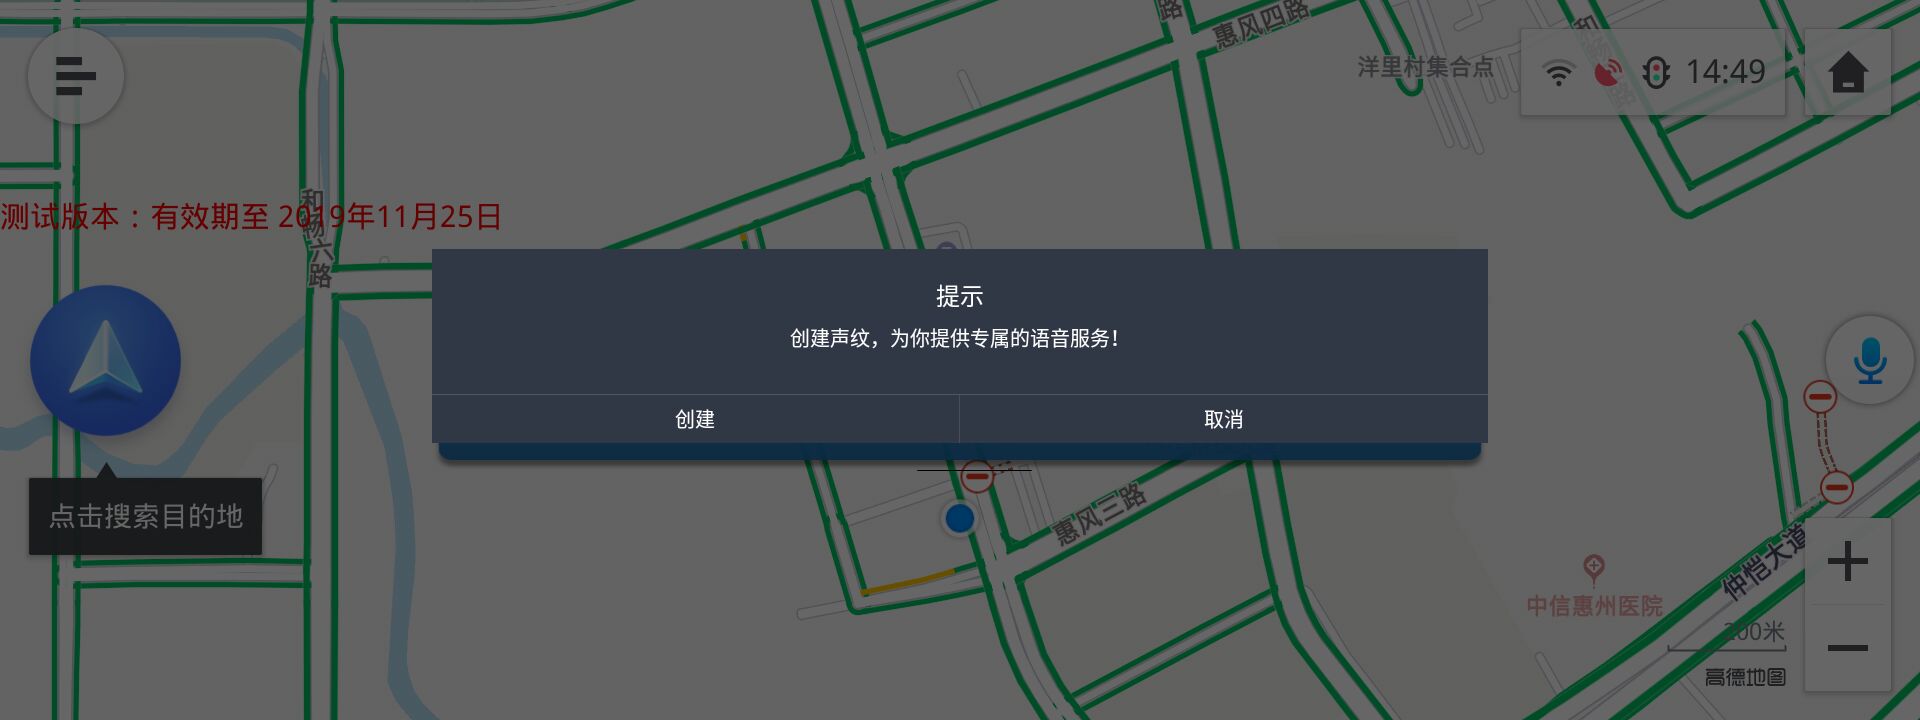 路
惠风四路
和畅
路
洋里村集合点
14:49
和畅六路
测试版本：有效期至 2019年11月25日
提示
创建声纹，为你提供专属的语音服务！
创建
取消
点击搜索目的地
惠风三路
仲恺大道
中信惠州医院
200米
高德地图